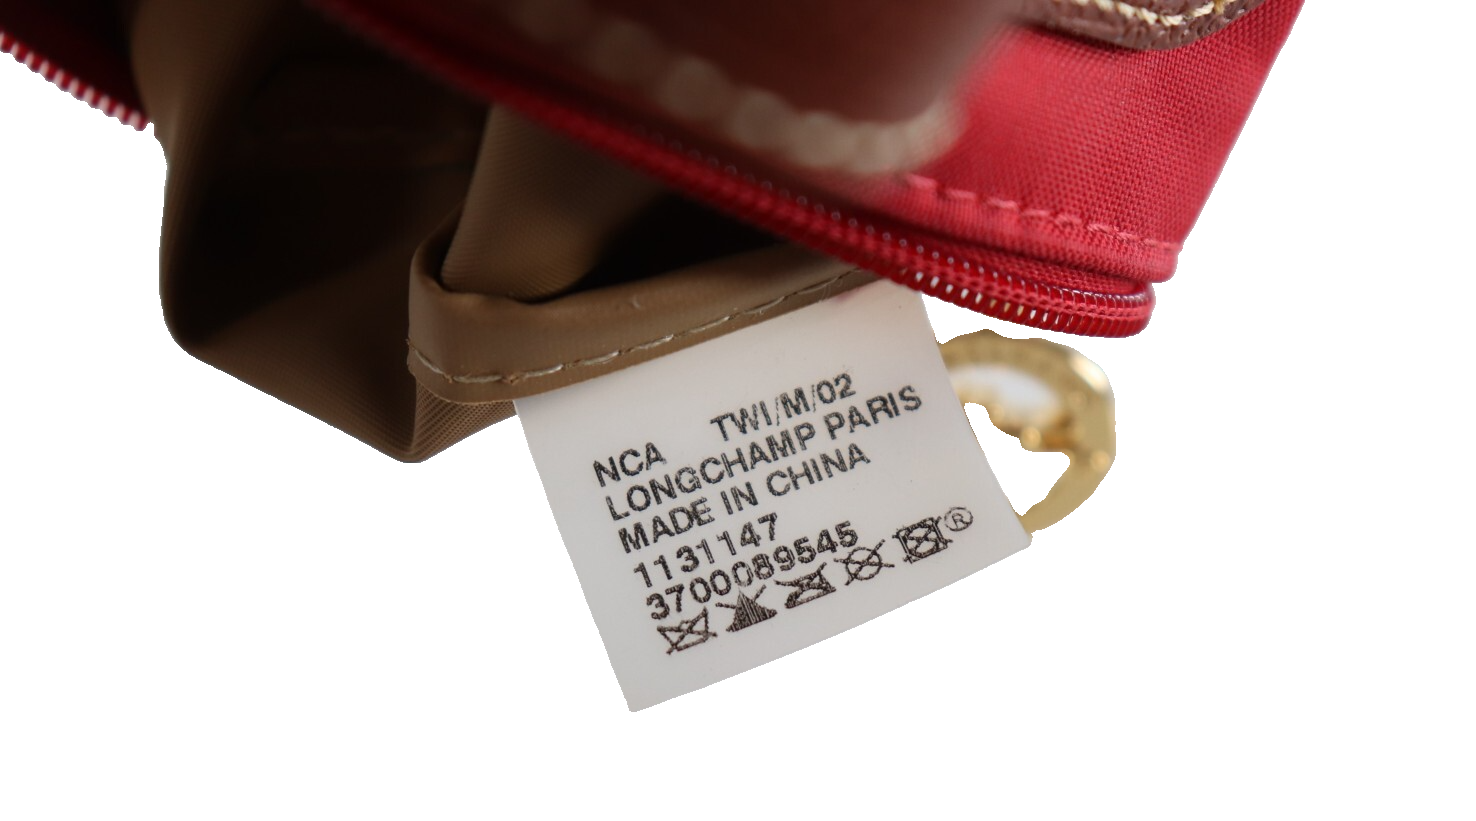 NCA TWI/M/02
LONGCHAMP PARIS
MADE IN CHINA
1131147
3700089545
®